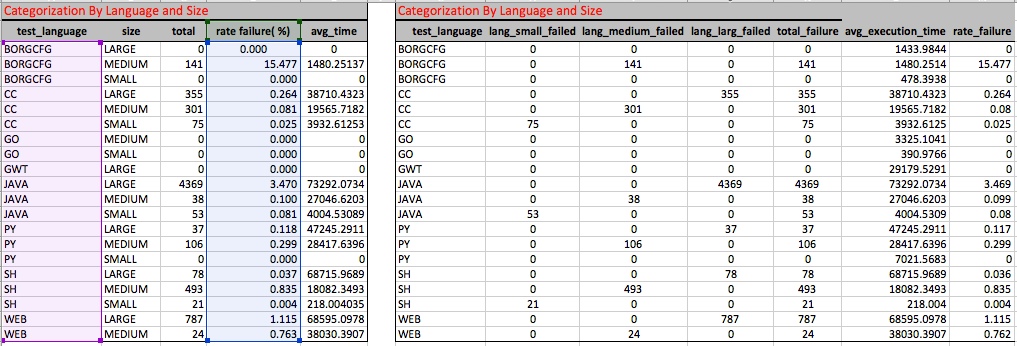 Categorization By Language and Size Categorization By Language and Size
test_language size total rate failure( %) avg_time test_language lang_small_failed lang_medium_failed lang_larg_failed total_failure avg_execution_time rate_failure
BORGCFG LARGE 0 0.000 0 BORGCFG 0 0 0 0 1433.9844 0
BORGCFG MEDIUM 141 15.477 1480.25137 BORGCFG 0 141 0 141 1480.2514 15.477
BORGCFG SMALL 0 0.000 0 BORGCFG 0 0 0 0 478.3938 0
CC LARGE 355 0.264 38710.4323 CC 0 0 355 355 38710.4323 0.264
CC MEDIUM 301 0.081 19565.7182 CC 0 301 0 301 19565.7182 0.08
CC SMALL 75 0.025 3932.61253 CC 75 0 0 75 3932.6125 0.025
GO MEDIUM 0 0.000 0 GO 0 0 0 0 3325.1041 0
GO SMALL 0 0.000 0 GO 0 0 0 0 390.9766 0
GWT LARGE 0 0.000 0 GWT 0 0 0 0 29179.5291 0
JAVA LARGE 4369 3.470 73292.0734 JAVA 0 0 4369 4369 73292.0734 3.469
JAVA MEDIUM 38 0.100 27046.6203 JAVA 0 38 0 38 27046.6203 0.099
JAVA SMALL 53 0.081 4004.53089 JAVA 53 0 0 53 4004.5309 0.08
PY LARGE 37 0.118 47245.2911 PY 0 0 37 37 47245.2911 0.117
PY MEDIUM 106 0.299 28417.6396 PY 0 106 0 106 28417.6396 0.299
PY SMALL 0 0.000 0 PY 0 0 0 0 7021.5683 0
SH LARGE 78 0.037 68715.9689 SH 0 0 78 78 68715.9689 0.036
SH MEDIUM 493 0.835 18082.3493 SH 0 493 0 493 18082.3493 0.835
SH SMALL 21 0.004 218.004035 SH 21 0 0 21 218.004 0.004
WEB LARGE 787 1.115 68595.0978 WEB 0 0 787 787 68595.0978 1.115
WEB MEDIUM 24 0.763 38030.3907 WEB 0 24 0 24 38030.3907 0.762